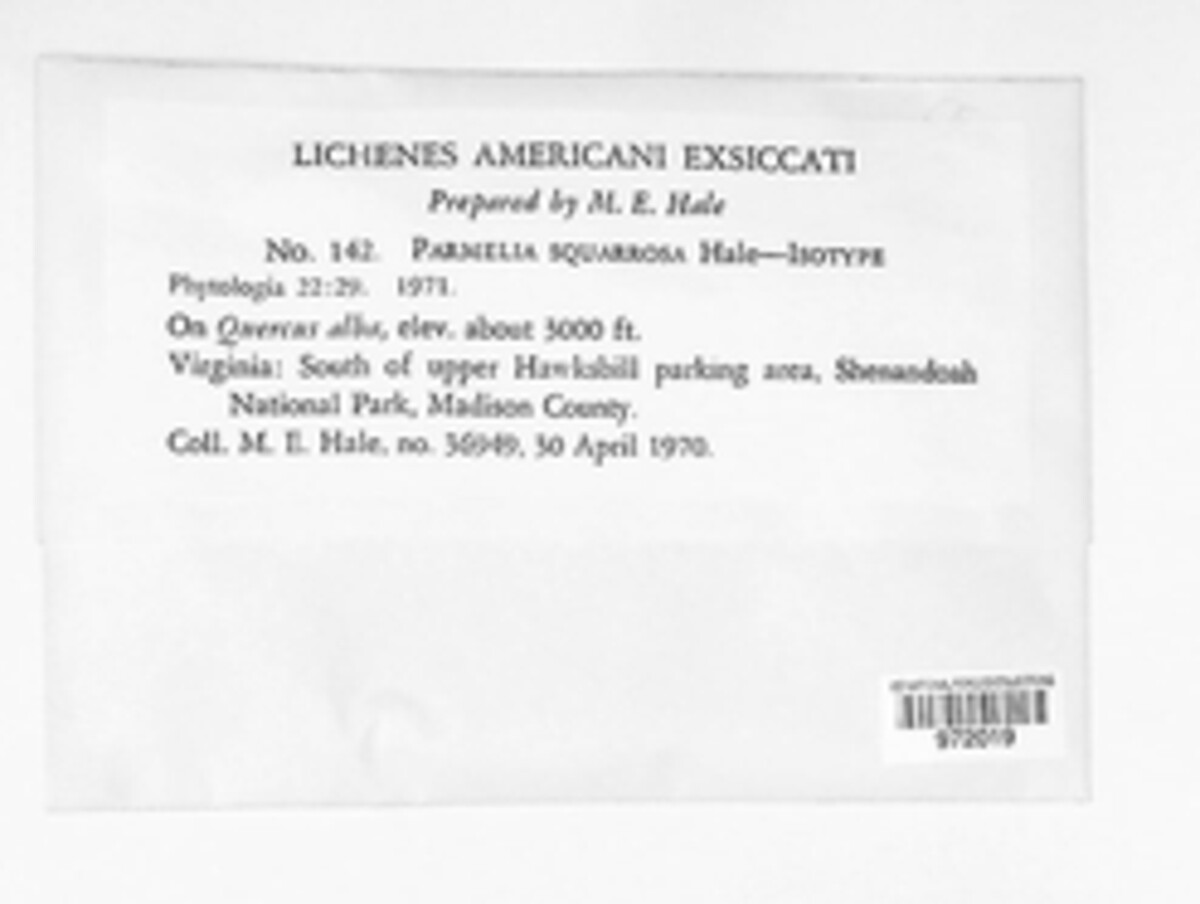 LICHENES AMERICANI EXSICCATI
Prepared by M. E. Hale
No. 142. PARMELIA SQUARROSA Hale—ISOTYPE
Phytologia 22:29. 1971.
On Quercus alba, elev. about 3000 ft.
Virginia: South of upper Hawksbill parking area, Shenandoah
National Park, Madison County.
Coll. M. E. Hale, no. 36949, 30 April 1970.
972019